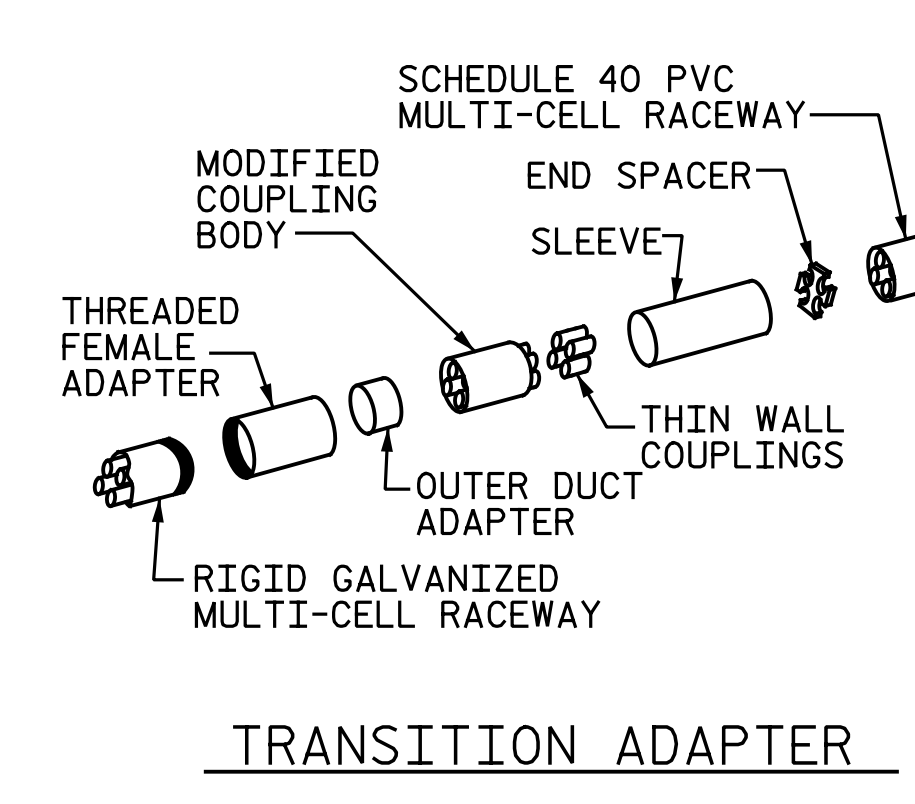 SCHEDULE 40 PVC
MULTI-CELL RACEWAY
MODIFIED
COUPLING
BODY
END SPACER
SLEEVE
THREADED
FEMALE
ADAPTER
THIN WALL
COUPLINGS
OUTER DUCT
ADAPTER
RIGID GALVANIZED
MULTI-CELL RACEWAY
TRANSITION ADAPTER